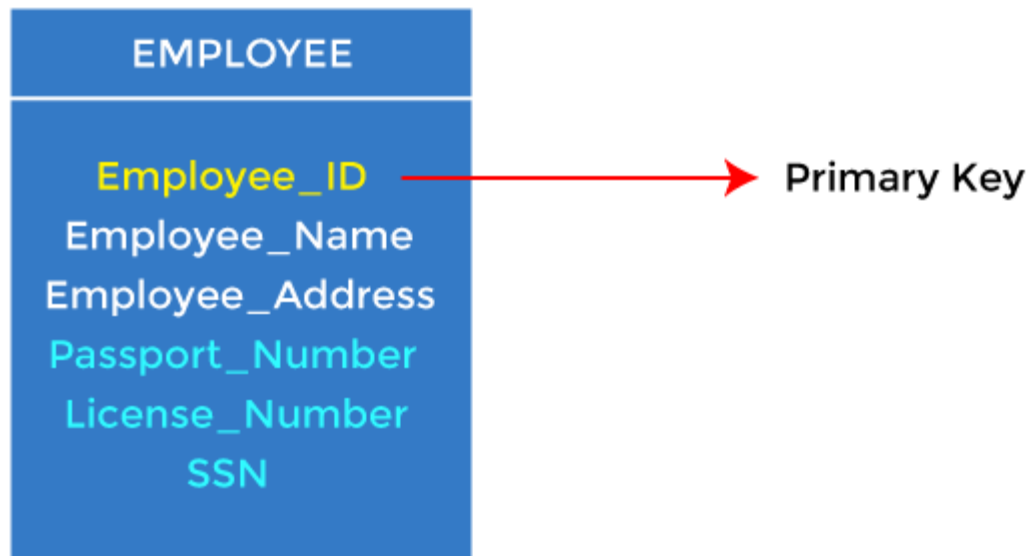 EMPLOYEE
Employee_ID
Primary Key
Employee_Name
Employee_Address
Passport_Number
License_Number
SSN